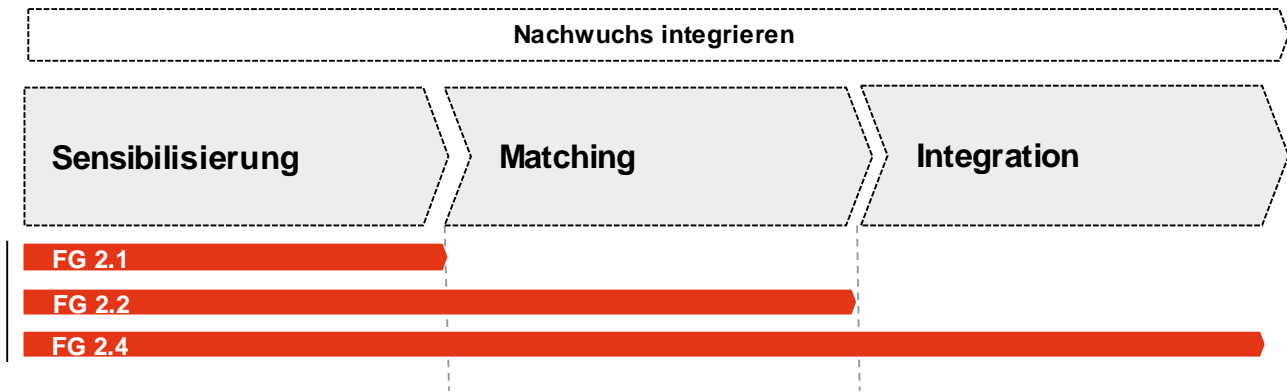 Nachwuchs integrieren
Sensibilisierung
Matching
Integration
FG 2.1
FG 2.2
FG 2.4